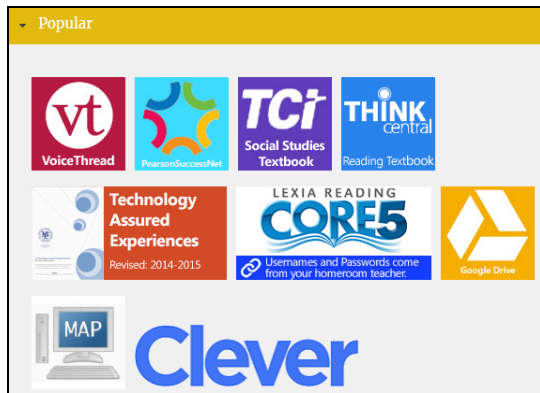 Popular
vt
VoiceThread
PearsonSuccessNet
TCi
Social Studies
Textbook
THiNK
central
Reading Textbook
Technology
Assured
Experiences
Revised: 2014-2015
LEXIA READING
CORE5
Usernames and Passwords come
from your homeroom teacher.
Google Drive
MAP
Clever